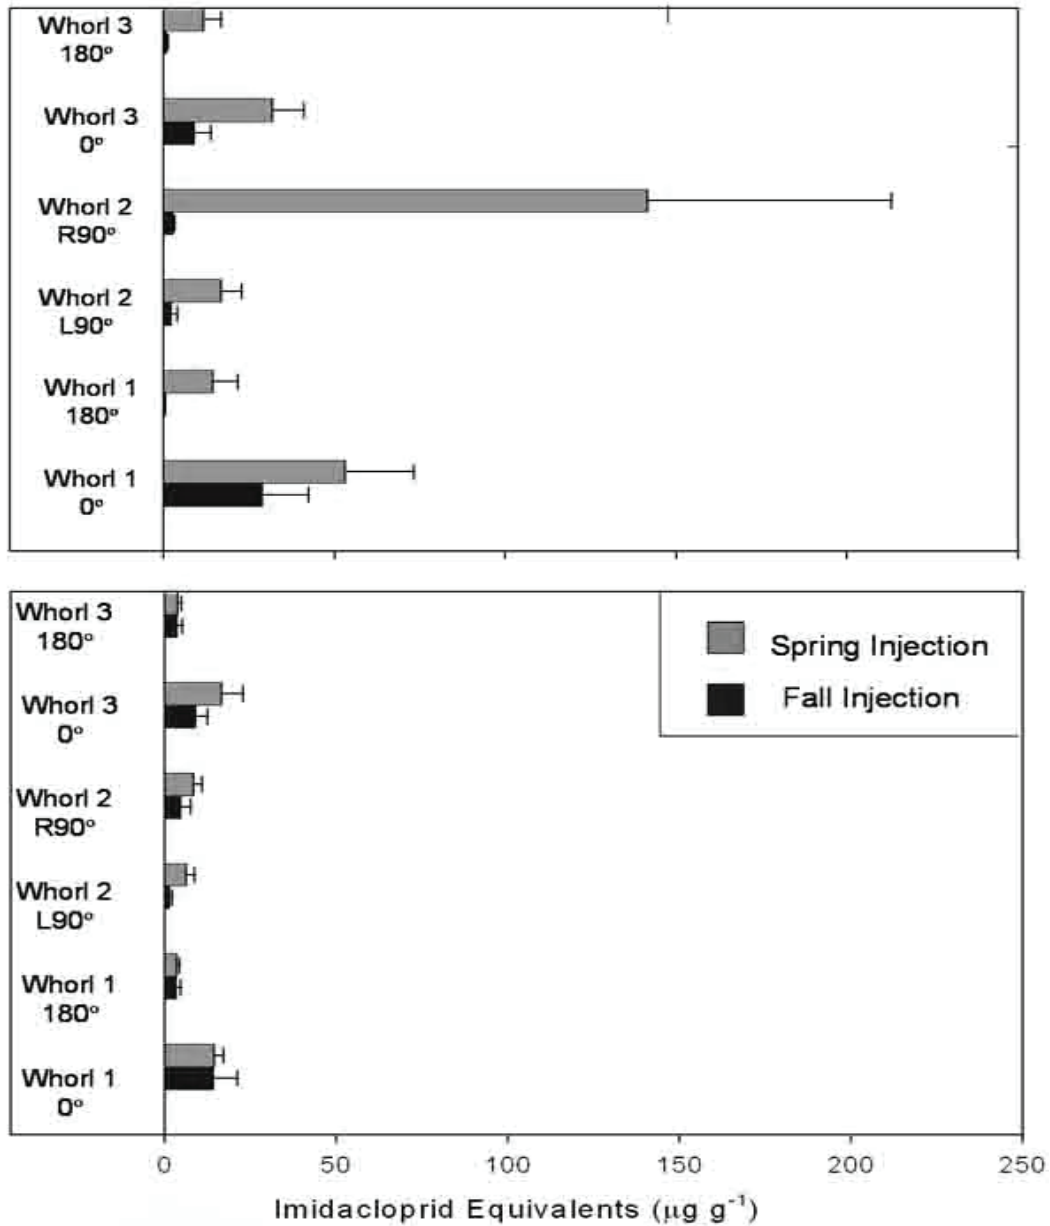 Whorl 3
180°
Whorl 3
0°
Whorl 2
R90°
Whorl 2
L90°
Whorl 1
180°
Whorl 1
0°
Whorl 3
180°
Whorl 3
0°
Whorl 2
R90°
Whorl 2
L90°
Whorl 1
180°
Whorl 1
0°
Spring Injection
Fall Injection
0 50 100 150 200 250
Imidacloprid Equivalents (µg g⁻¹)